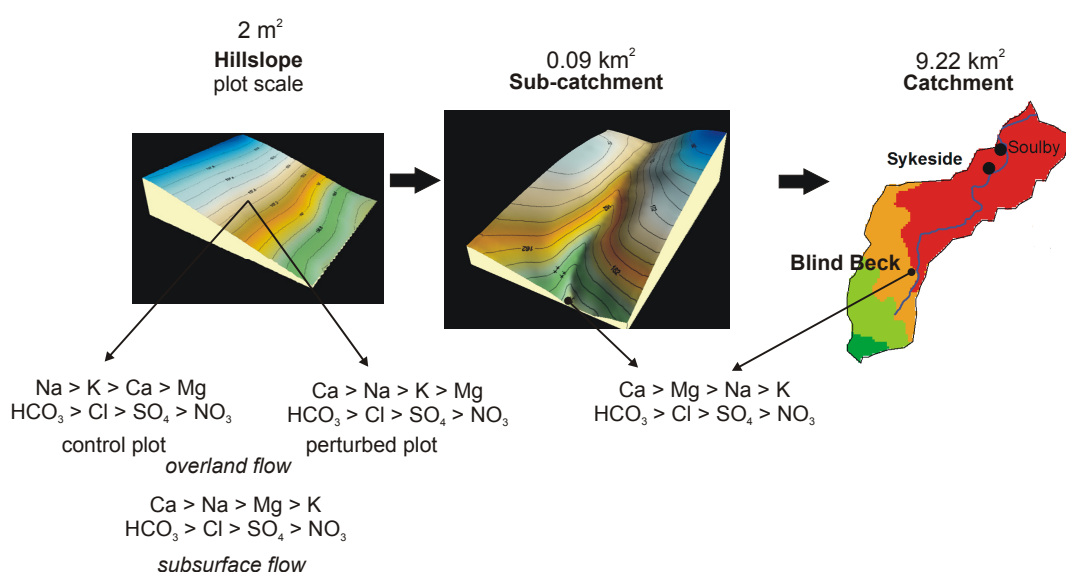 2 m²
Hillslope
plot scale
0.09 km²
Sub-catchment
9.22 km²
Catchment
Soulby
Sykeside
Blind Beck
162
Na > K > Ca > Mg
HCO₃ > Cl > SO₄ > NO₃
control plot
Ca > Na > K > Mg
HCO₃ > Cl > SO₄ > NO₃
perturbed plot
overland flow
Ca > Na > Mg > K
HCO₃ > Cl > SO₄ > NO₃
subsurface flow
Ca > Mg > Na > K
HCO₃ > Cl > SO₄ > NO₃